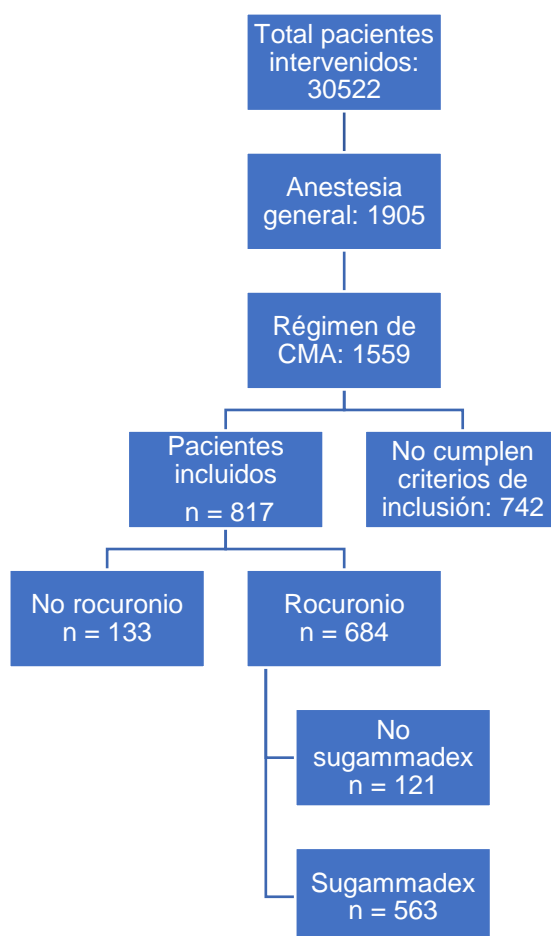 Total pacientes
intervenidos:
30522
Anestesia
general: 1905
Régimen de
CMA: 1559
Pacientes
incluidos
n = 817
No cumplen
criterios de
inclusión: 742
No rocuronio
n = 133
Rocuronio
n = 684
No
sugammadex
n = 121
Sugammadex
n = 563